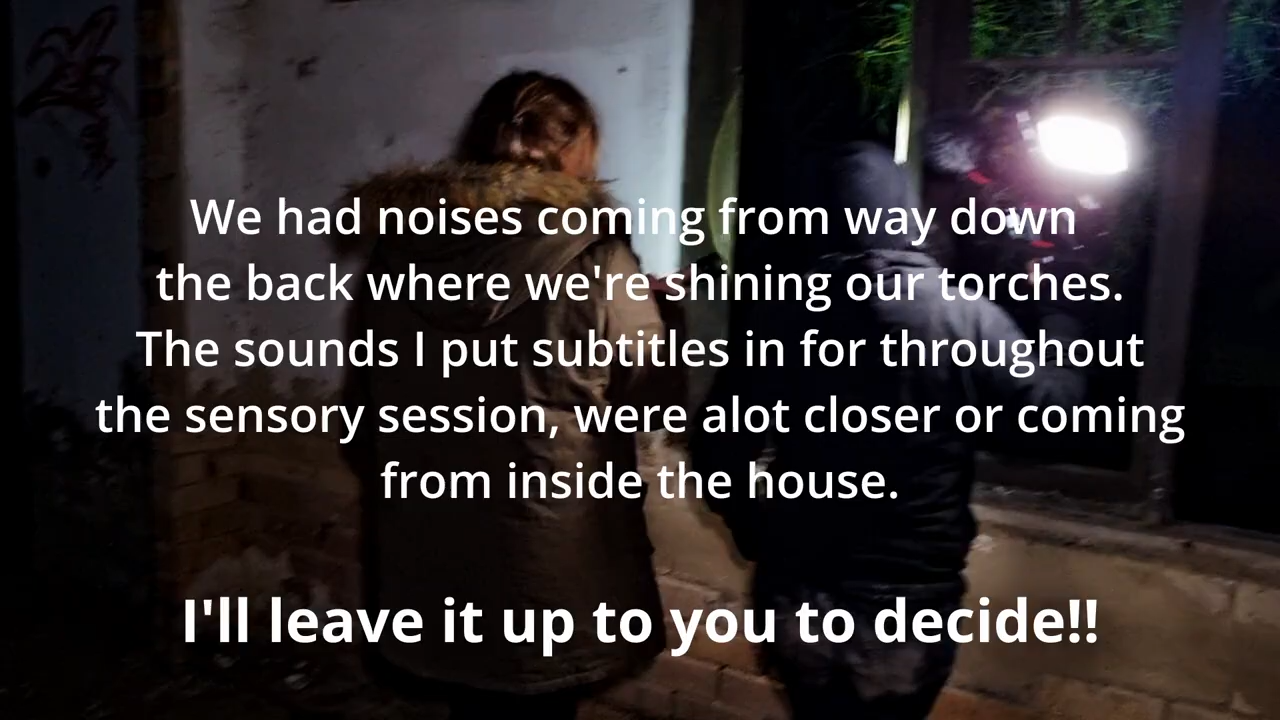 We had noises coming from way down
the back where we're shining our torches.
The sounds I put subtitles in for throughout
the sensory session, were alot closer or coming
from inside the house.
I'll leave it up to you to decide!!